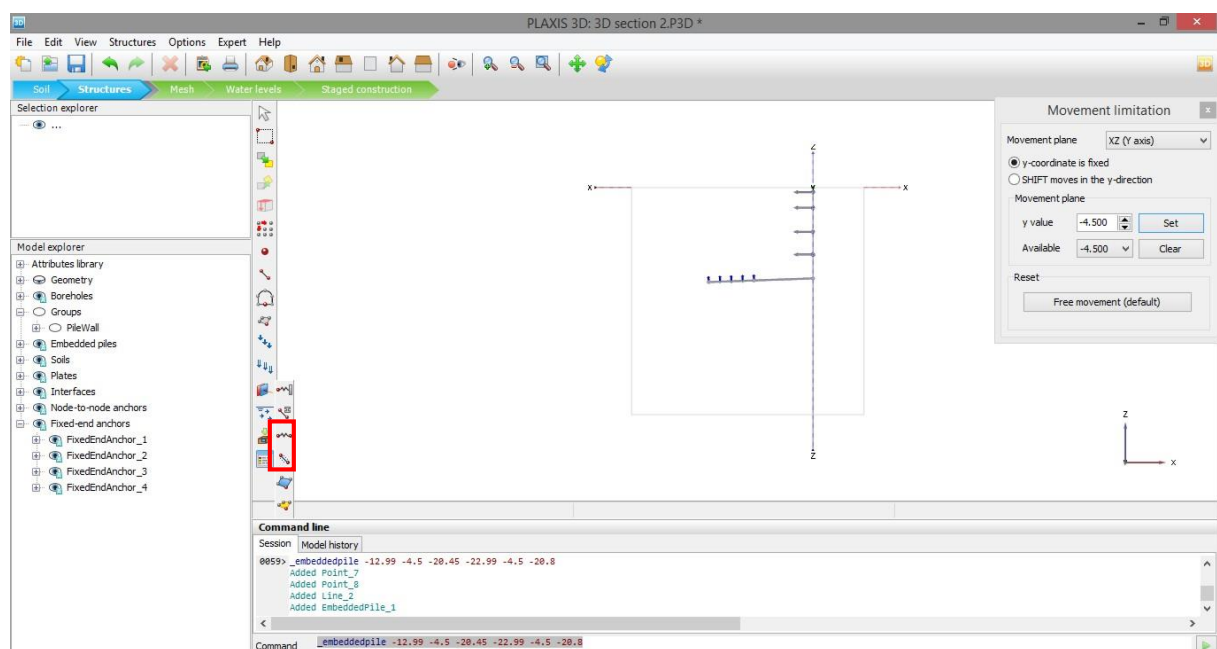 3D
PLAXIS 3D: 3D section 2.P3D *
File Edit View Structures Options Expert Help
Soil Structures Mesh Water levels Staged construction
Selection explorer
...
Model explorer
Attributes library
Geometry
Boreholes
Groups
PileWall
Embedded piles
Soils
Plates
Interfaces
Node-to-node anchors
Fixed-end anchors
FixedEndAnchor_1
FixedEndAnchor_2
FixedEndAnchor_3
FixedEndAnchor_4
z
x
Y
x
z
z
x
Movement limitation
x
Movement plane XZ (Y axis)
y-coordinate is fixed
SHIFT moves in the y-direction
Movement plane
y value -4.500 Set
Available -4.500 Clear
Reset
Free movement (default)
Command line
Session Model history
0059> _embeddedpile -12.99 -4.5 -20.45 -22.99 -4.5 -20.8
Added Point_7
Added Point_8
Added Line_2
Added EmbeddedPile_1
Command _embeddedpile -12.99 -4.5 -20.45 -22.99 -4.5 -20.8